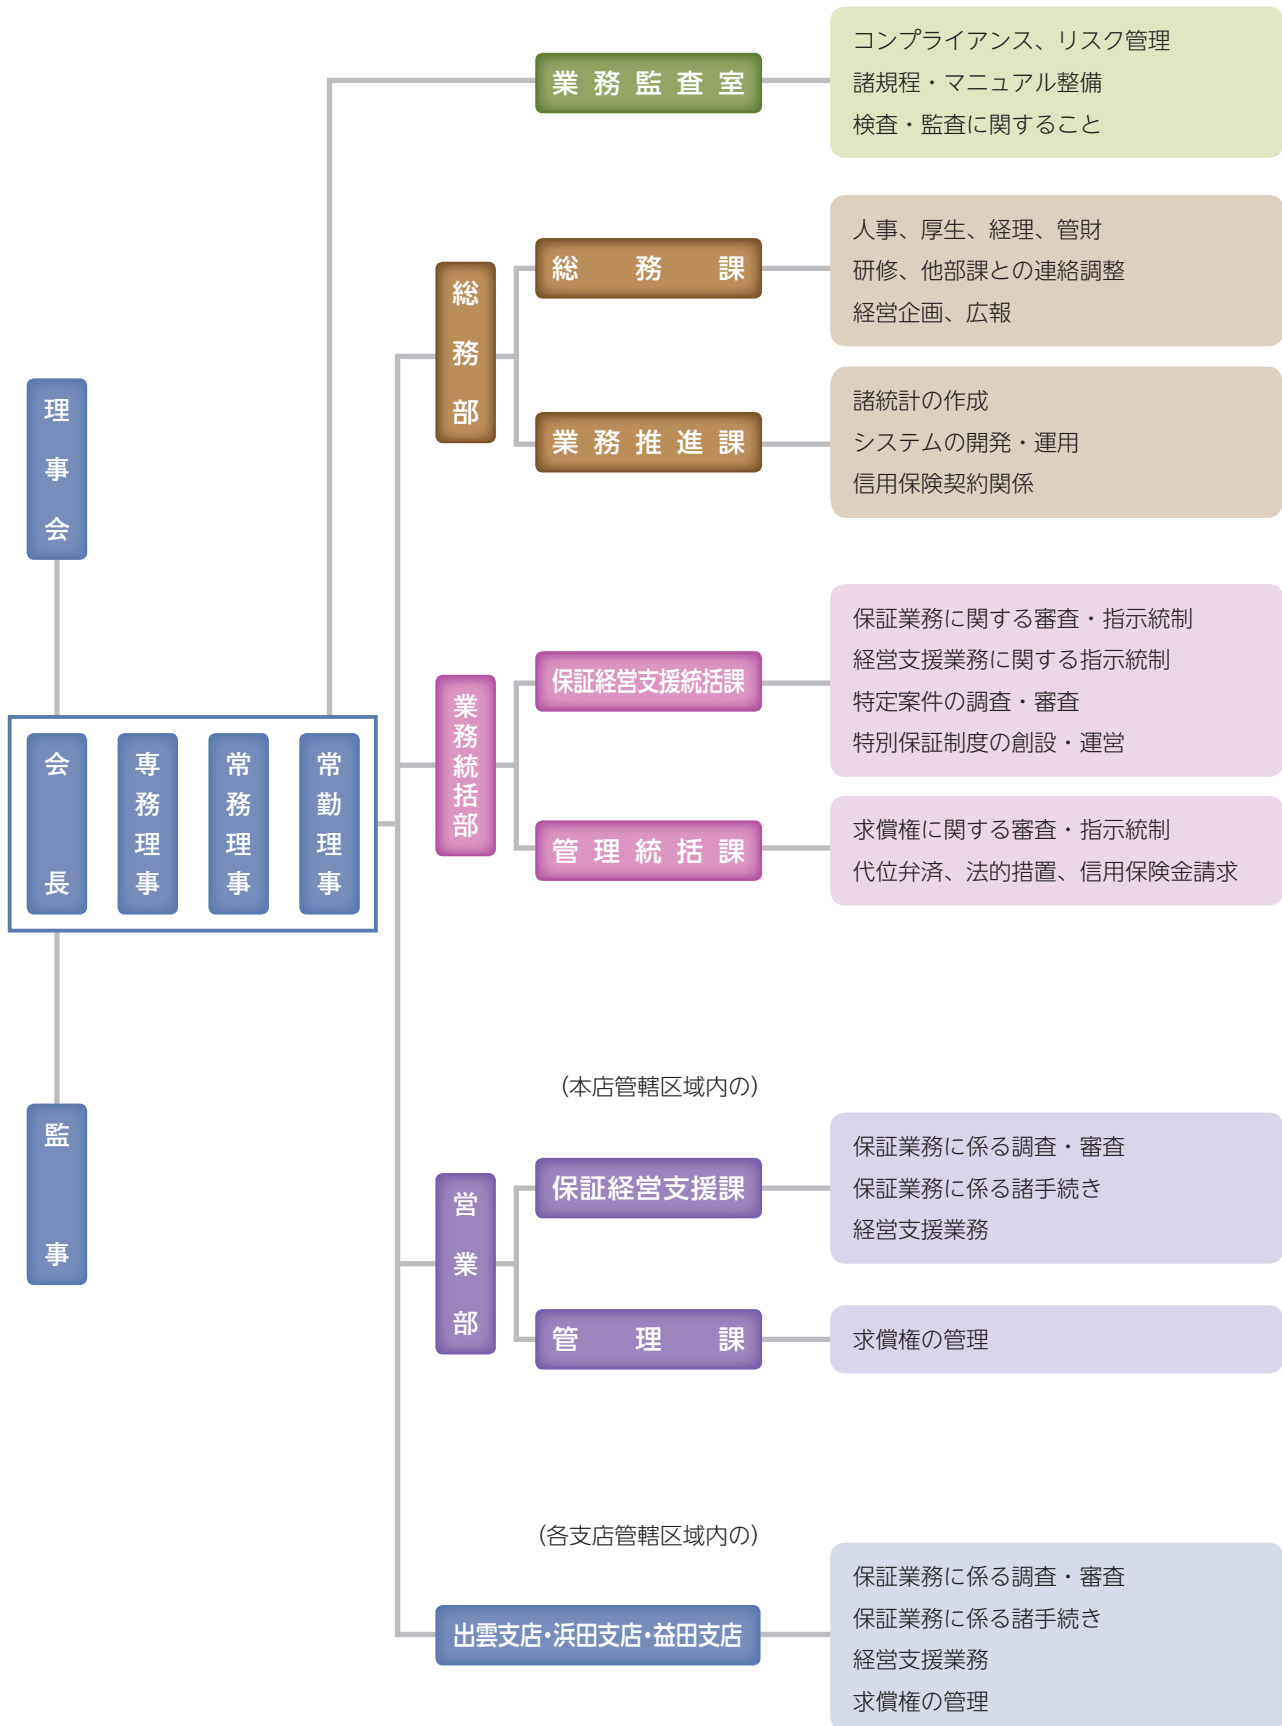 業務監査室
コンプライアンス、リスク管理
諸規程・マニュアル整備
検査・監査に関すること
総務部
総務課
人事、厚生、経理、管財
研修、他部課との連絡調整
経営企画、広報
業務推進課
諸統計の作成
システムの開発・運用
信用保険契約関係
理事会
会長
専務理事
常務理事
常勤理事
監事
業務統括部
保証経営支援統括課
保証業務に関する審査・指示統制
経営支援業務に関する指示統制
特定案件の調査・審査
特別保証制度の創設・運営
管理統括課
求償権に関する審査・指示統制
代位弁済、法的措置、信用保険金請求
(本店管轄区域内の)
営業部
保証経営支援課
保証業務に係る調査・審査
保証業務に係る諸手続き
経営支援業務
管理課
求償権の管理
(各支店管轄区域内の)
出雲支店・浜田支店・益田支店
保証業務に係る調査・審査
保証業務に係る諸手続き
経営支援業務
求償権の管理